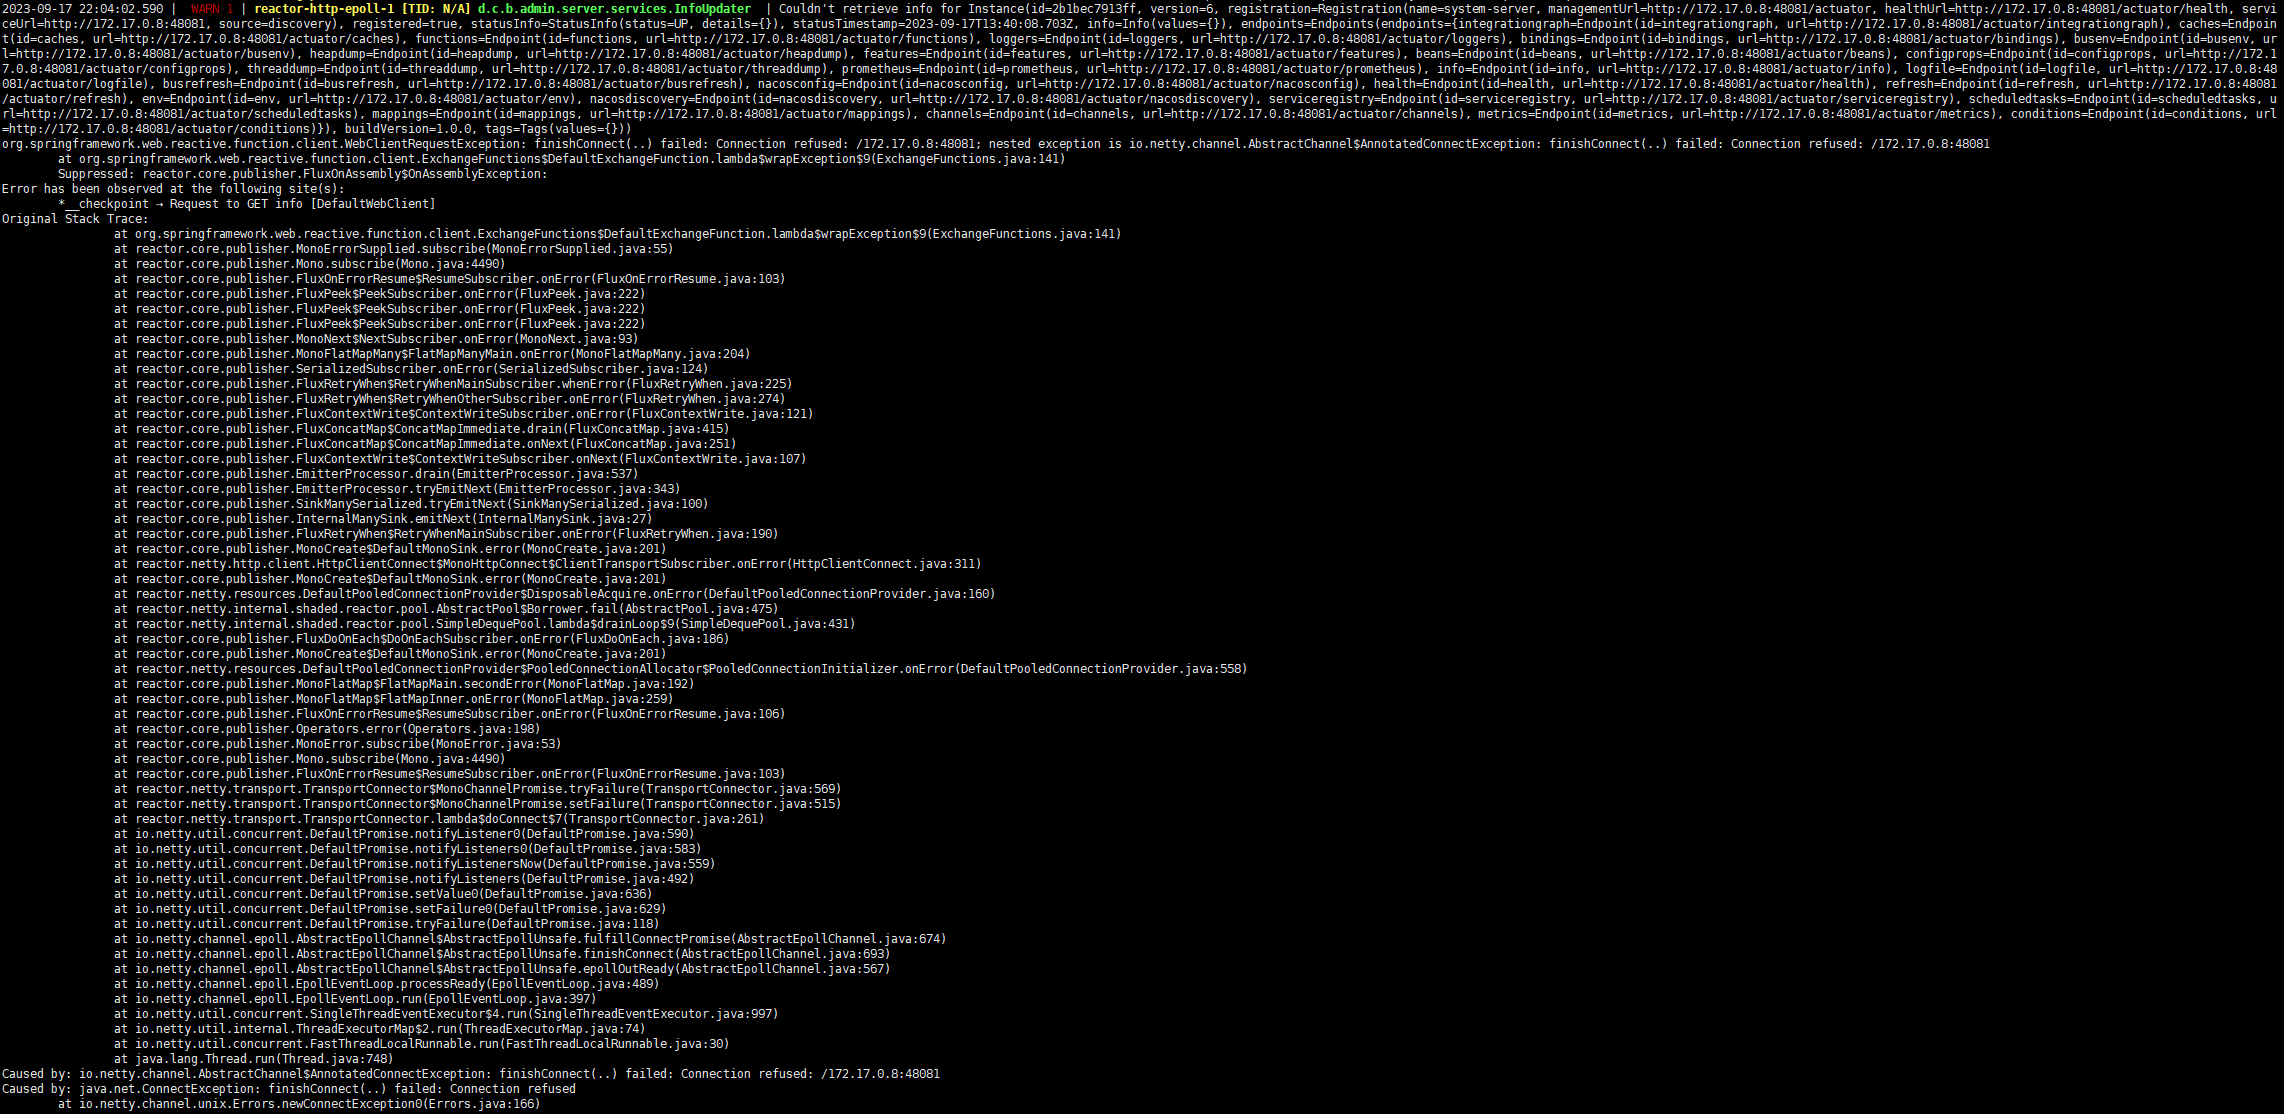 2023-09-17 22:04:02.590 |  WARN 1 | reactor-http-epoll-1 [TID: N/A] d.c.b.admin.server.services.InfoUpdater  | Couldn't retrieve info for Instance(id=2b1bec7913ff, version=6, registration=Registration(name=system-server, managementUrl=http://172.17.0.8:48081/actuator, healthUrl=http://172.17.0.8:48081/actuator/health, servi
ceUrl=http://172.17.0.8:48081, source=discovery), registered=true, statusInfo=StatusInfo(status=UP, details={}), statusTimestamp=2023-09-17T13:40:08.703Z, info=Info(values={}), endpoints=Endpoints(endpoints={integrationgraph=Endpoint(id=integrationgraph, url=http://172.17.0.8:48081/actuator/integrationgraph), caches=Endpoin
t(id=caches, url=http://172.17.0.8:48081/actuator/caches), functions=Endpoint(id=functions, url=http://172.17.0.8:48081/actuator/functions), loggers=Endpoint(id=loggers, url=http://172.17.0.8:48081/actuator/loggers), bindings=Endpoint(id=bindings, url=http://172.17.0.8:48081/actuator/bindings), busenv=Endpoint(id=busenv, ur
l=http://172.17.0.8:48081/actuator/busenv), heapdump=Endpoint(id=heapdump, url=http://172.17.0.8:48081/actuator/heapdump), features=Endpoint(id=features, url=http://172.17.0.8:48081/actuator/features), beans=Endpoint(id=beans, url=http://172.17.0.8:48081/actuator/beans), configprops=Endpoint(id=configprops, url=http://172.1
7.0.8:48081/actuator/configprops), threaddump=Endpoint(id=threaddump, url=http://172.17.0.8:48081/actuator/threaddump), prometheus=Endpoint(id=prometheus, url=http://172.17.0.8:48081/actuator/prometheus), info=Endpoint(id=info, url=http://172.17.0.8:48081/actuator/info), logfile=Endpoint(id=logfile, url=http://172.17.0.8:48
081/actuator/logfile), busrefresh=Endpoint(id=busrefresh, url=http://172.17.0.8:48081/actuator/busrefresh), nacosconfig=Endpoint(id=nacosconfig, url=http://172.17.0.8:48081/actuator/nacosconfig), health=Endpoint(id=health, url=http://172.17.0.8:48081/actuator/health), refresh=Endpoint(id=refresh, url=http://172.17.0.8:48081
/actuator/refresh), env=Endpoint(id=env, url=http://172.17.0.8:48081/actuator/env), nacosdiscovery=Endpoint(id=nacosdiscovery, url=http://172.17.0.8:48081/actuator/nacosdiscovery), serviceregistry=Endpoint(id=serviceregistry, url=http://172.17.0.8:48081/actuator/serviceregistry), scheduledtasks=Endpoint(id=scheduledtasks, u
rl=http://172.17.0.8:48081/actuator/scheduledtasks), mappings=Endpoint(id=mappings, url=http://172.17.0.8:48081/actuator/mappings), channels=Endpoint(id=channels, url=http://172.17.0.8:48081/actuator/channels), metrics=Endpoint(id=metrics, url=http://172.17.0.8:48081/actuator/metrics), conditions=Endpoint(id=conditions, url
=http://172.17.0.8:48081/actuator/conditions)}), buildVersion=1.0.0, tags=Tags(values={}))
org.springframework.web.reactive.function.client.WebClientRequestException: finishConnect(..) failed: Connection refused: /172.17.0.8:48081; nested exception is io.netty.channel.AbstractChannel$AnnotatedConnectException: finishConnect(..) failed: Connection refused: /172.17.0.8:48081
at org.springframework.web.reactive.function.client.ExchangeFunctions$DefaultExchangeFunction.lambda$wrapException$9(ExchangeFunctions.java:141)
Suppressed: reactor.core.publisher.FluxOnAssembly$OnAssemblyException:
Error has been observed at the following site(s):
*__checkpoint ⇢ Request to GET info [DefaultWebClient]
Original Stack Trace:
at org.springframework.web.reactive.function.client.ExchangeFunctions$DefaultExchangeFunction.lambda$wrapException$9(ExchangeFunctions.java:141)
at reactor.core.publisher.MonoErrorSupplied.subscribe(MonoErrorSupplied.java:55)
at reactor.core.publisher.Mono.subscribe(Mono.java:4490)
at reactor.core.publisher.FluxOnErrorResume$ResumeSubscriber.onError(FluxOnErrorResume.java:103)
at reactor.core.publisher.FluxPeek$PeekSubscriber.onError(FluxPeek.java:222)
at reactor.core.publisher.FluxPeek$PeekSubscriber.onError(FluxPeek.java:222)
at reactor.core.publisher.FluxPeek$PeekSubscriber.onError(FluxPeek.java:222)
at reactor.core.publisher.MonoNext$NextSubscriber.onError(MonoNext.java:93)
at reactor.core.publisher.MonoFlatMapMany$FlatMapManyMain.onError(MonoFlatMapMany.java:204)
at reactor.core.publisher.SerializedSubscriber.onError(SerializedSubscriber.java:124)
at reactor.core.publisher.FluxRetryWhen$RetryWhenMainSubscriber.whenError(FluxRetryWhen.java:225)
at reactor.core.publisher.FluxRetryWhen$RetryWhenOtherSubscriber.onError(FluxRetryWhen.java:274)
at reactor.core.publisher.FluxContextWrite$ContextWriteSubscriber.onError(FluxContextWrite.java:121)
at reactor.core.publisher.FluxConcatMap$ConcatMapImmediate.drain(FluxConcatMap.java:415)
at reactor.core.publisher.FluxConcatMap$ConcatMapImmediate.onNext(FluxConcatMap.java:251)
at reactor.core.publisher.FluxContextWrite$ContextWriteSubscriber.onNext(FluxContextWrite.java:107)
at reactor.core.publisher.EmitterProcessor.drain(EmitterProcessor.java:537)
at reactor.core.publisher.EmitterProcessor.tryEmitNext(EmitterProcessor.java:343)
at reactor.core.publisher.SinkManySerialized.tryEmitNext(SinkManySerialized.java:100)
at reactor.core.publisher.InternalManySink.emitNext(InternalManySink.java:27)
at reactor.core.publisher.FluxRetryWhen$RetryWhenMainSubscriber.onError(FluxRetryWhen.java:190)
at reactor.core.publisher.MonoCreate$DefaultMonoSink.error(MonoCreate.java:201)
at reactor.netty.http.client.HttpClientConnect$MonoHttpConnect$ClientTransportSubscriber.onError(HttpClientConnect.java:311)
at reactor.core.publisher.MonoCreate$DefaultMonoSink.error(MonoCreate.java:201)
at reactor.netty.resources.DefaultPooledConnectionProvider$DisposableAcquire.onError(DefaultPooledConnectionProvider.java:160)
at reactor.netty.internal.shaded.reactor.pool.AbstractPool$Borrower.fail(AbstractPool.java:475)
at reactor.netty.internal.shaded.reactor.pool.SimpleDequePool.lambda$drainLoop$9(SimpleDequePool.java:431)
at reactor.core.publisher.FluxDoOnEach$DoOnEachSubscriber.onError(FluxDoOnEach.java:186)
at reactor.core.publisher.MonoCreate$DefaultMonoSink.error(MonoCreate.java:201)
at reactor.netty.resources.DefaultPooledConnectionProvider$PooledConnectionAllocator$PooledConnectionInitializer.onError(DefaultPooledConnectionProvider.java:558)
at reactor.core.publisher.MonoFlatMap$FlatMapMain.secondError(MonoFlatMap.java:192)
at reactor.core.publisher.MonoFlatMap$FlatMapInner.onError(MonoFlatMap.java:259)
at reactor.core.publisher.FluxOnErrorResume$ResumeSubscriber.onError(FluxOnErrorResume.java:106)
at reactor.core.publisher.Operators.error(Operators.java:198)
at reactor.core.publisher.MonoError.subscribe(MonoError.java:53)
at reactor.core.publisher.Mono.subscribe(Mono.java:4490)
at reactor.core.publisher.FluxOnErrorResume$ResumeSubscriber.onError(FluxOnErrorResume.java:103)
at reactor.netty.transport.TransportConnector$MonoChannelPromise.tryFailure(TransportConnector.java:569)
at reactor.netty.transport.TransportConnector$MonoChannelPromise.setFailure(TransportConnector.java:515)
at reactor.netty.transport.TransportConnector.lambda$doConnect$7(TransportConnector.java:261)
at io.netty.util.concurrent.DefaultPromise.notifyListener0(DefaultPromise.java:590)
at io.netty.util.concurrent.DefaultPromise.notifyListeners0(DefaultPromise.java:583)
at io.netty.util.concurrent.DefaultPromise.notifyListenersNow(DefaultPromise.java:559)
at io.netty.util.concurrent.DefaultPromise.notifyListeners(DefaultPromise.java:492)
at io.netty.util.concurrent.DefaultPromise.setValue0(DefaultPromise.java:636)
at io.netty.util.concurrent.DefaultPromise.setFailure0(DefaultPromise.java:629)
at io.netty.util.concurrent.DefaultPromise.tryFailure(DefaultPromise.java:118)
at io.netty.channel.epoll.AbstractEpollChannel$AbstractEpollUnsafe.fulfillConnectPromise(AbstractEpollChannel.java:674)
at io.netty.channel.epoll.AbstractEpollChannel$AbstractEpollUnsafe.finishConnect(AbstractEpollChannel.java:693)
at io.netty.channel.epoll.AbstractEpollChannel$AbstractEpollUnsafe.epollOutReady(AbstractEpollChannel.java:567)
at io.netty.channel.epoll.EpollEventLoop.processReady(EpollEventLoop.java:489)
at io.netty.channel.epoll.EpollEventLoop.run(EpollEventLoop.java:397)
at io.netty.util.concurrent.SingleThreadEventExecutor$4.run(SingleThreadEventExecutor.java:997)
at io.netty.util.internal.ThreadExecutorMap$2.run(ThreadExecutorMap.java:74)
at io.netty.util.concurrent.FastThreadLocalRunnable.run(FastThreadLocalRunnable.java:30)
at java.lang.Thread.run(Thread.java:748)
Caused by: io.netty.channel.AbstractChannel$AnnotatedConnectException: finishConnect(..) failed: Connection refused: /172.17.0.8:48081
Caused by: java.net.ConnectException: finishConnect(..) failed: Connection refused
at io.netty.channel.unix.Errors.newConnectException0(Errors.java:166)